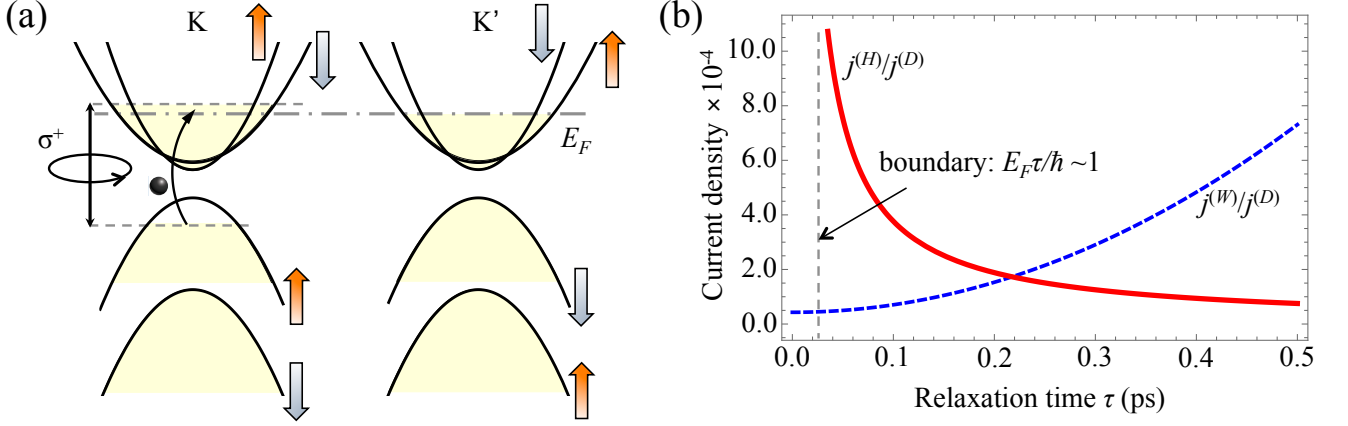 (a)
K
K'
σ+
EF
(b)
Current density ×10-4
10.0
8.0
6.0
4.0
2.0
0.0
j(H)/j(D)
boundary: EFτ/ħ ~1
j(W)/j(D)
0.0
0.1
0.2
0.3
0.4
0.5
Relaxation time τ (ps)